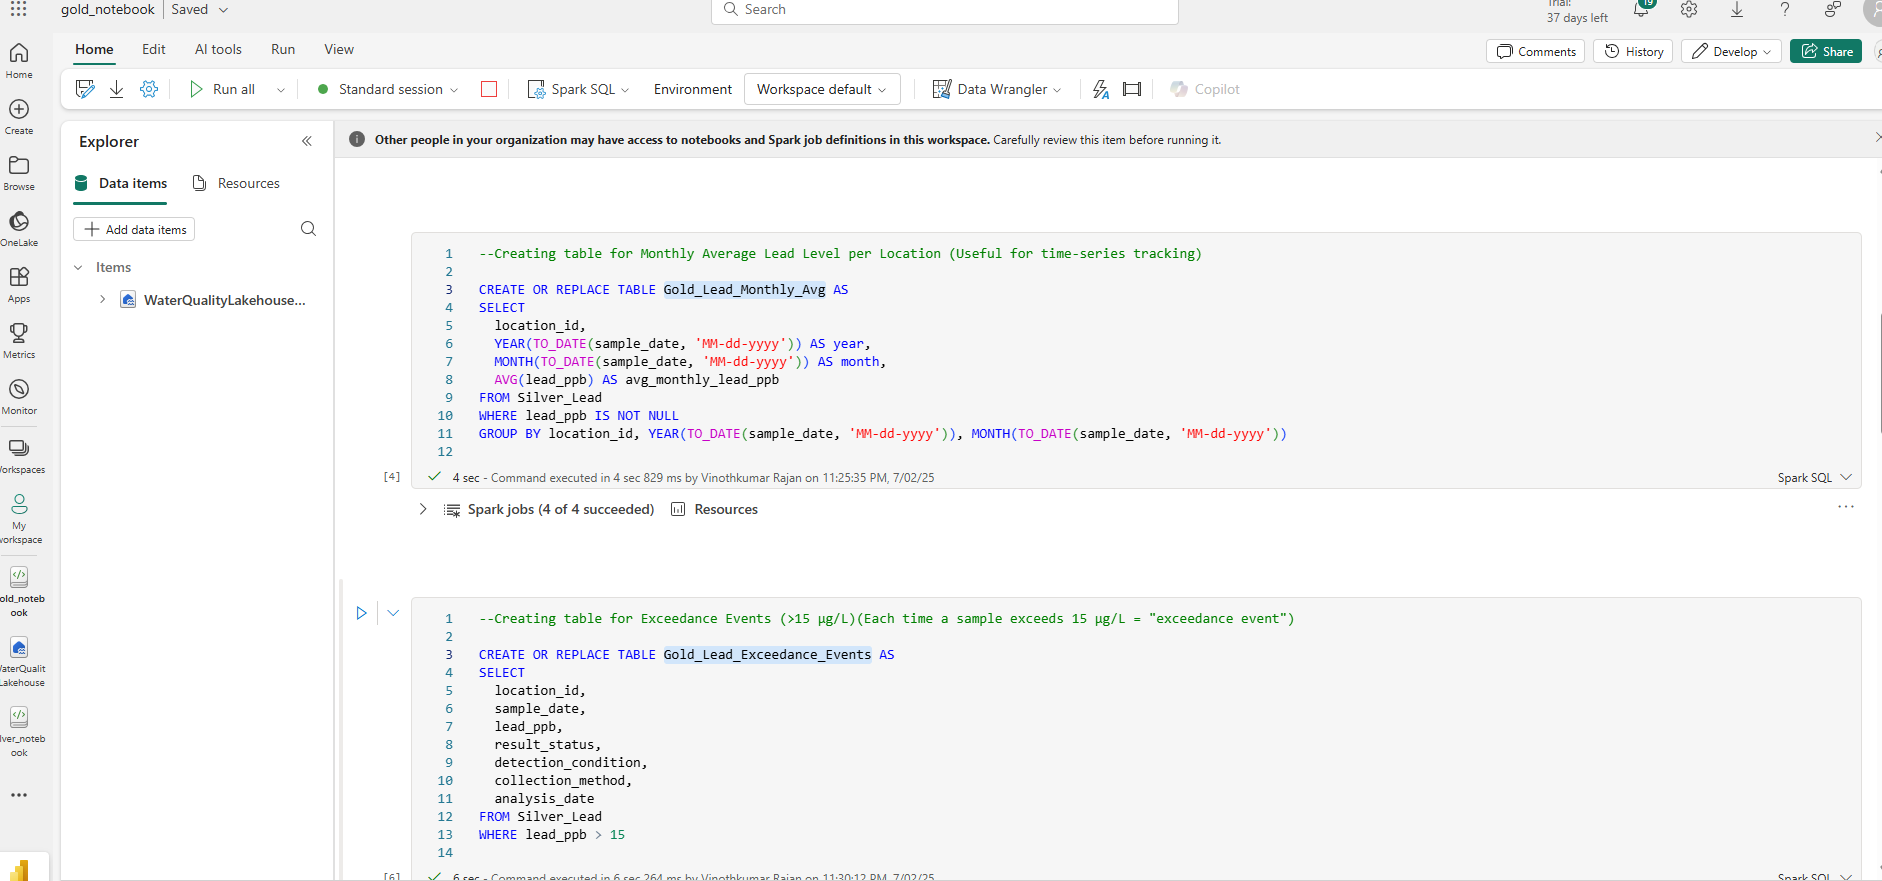 gold_notebook Saved
Search
Trial:
37 days left
19
Home Edit AI tools Run View
Comments History Develop Share
Run all Standard session Spark SQL Environment Workspace default Data Wrangler Copilot
Home
Create
Browse
OneLake
Apps
Metrics
Monitor
orkspaces
My
vorkspace
old_noteb
ook
aterQualit
Lakehouse
lver_noteb
ook
Explorer
Data items Resources
Add data items
Items
WaterQualityLakehouse...
Other people in your organization may have access to notebooks and Spark job definitions in this workspace. Carefully review this item before running it.
1 --Creating table for Monthly Average Lead Level per Location (Useful for time-series tracking)
2
3 CREATE OR REPLACE TABLE Gold_Lead_Monthly_Avg AS
4 SELECT
5 location_id,
6 YEAR(TO_DATE(sample_date, 'MM-dd-yyyy')) AS year,
7 MONTH(TO_DATE(sample_date, 'MM-dd-yyyy')) AS month,
8 AVG(lead_ppb) AS avg_monthly_lead_ppb
9 FROM Silver_Lead
10 WHERE lead_ppb IS NOT NULL
11 GROUP BY location_id, YEAR(TO_DATE(sample_date, 'MM-dd-yyyy')), MONTH(TO_DATE(sample_date, 'MM-dd-yyyy'))
12
[4] 4 sec - Command executed in 4 sec 829 ms by Vinothkumar Rajan on 11:25:35 PM, 7/02/25 Spark SQL
Spark jobs (4 of 4 succeeded) Resources
1 --Creating table for Exceedance Events (>15 µg/L)(Each time a sample exceeds 15 µg/L = "exceedance event")
2
3 CREATE OR REPLACE TABLE Gold_Lead_Exceedance_Events AS
4 SELECT
5 location_id,
6 sample_date,
7 lead_ppb,
8 result_status,
9 detection_condition,
10 collection_method,
11 analysis_date
12 FROM Silver_Lead
13 WHERE lead_ppb > 15
14
[6] 6 sec - Command executed in 6 sec 264 ms by Vinothkumar Rajan on 11:30:12 PM, 7/02/25 Spark SQL